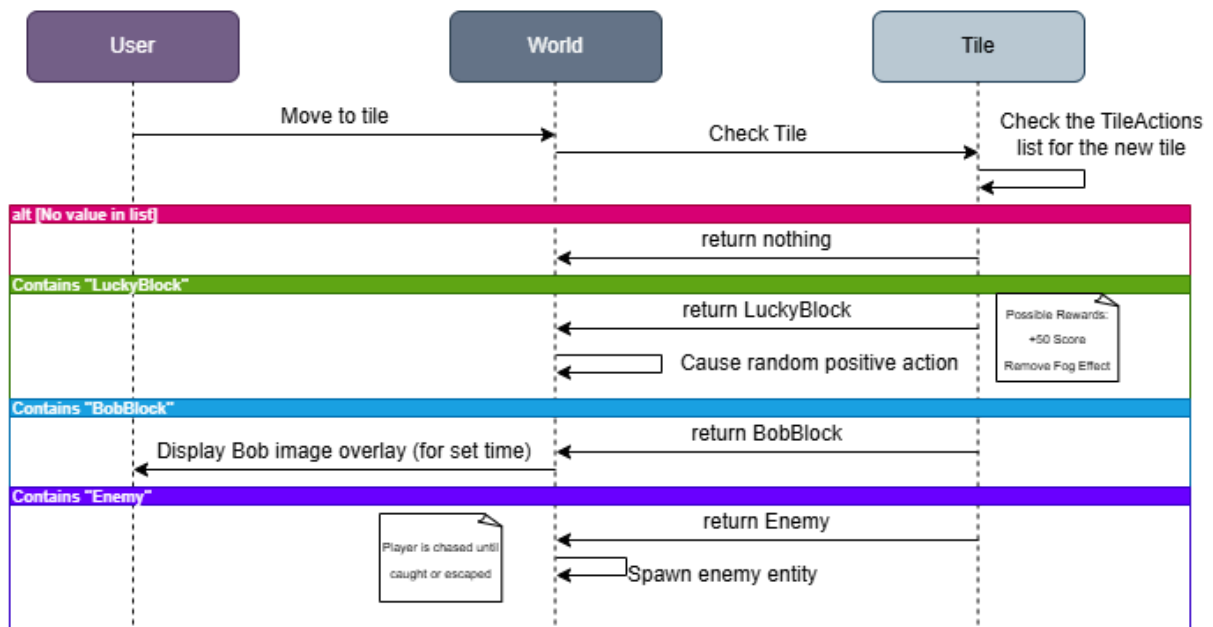 User
World
Tile
Move to tile
Check Tile
Check the TileActions
list for the new tile
alt [No value in list]
return nothing
Contains "LuckyBlock"
return LuckyBlock
Possible Rewards:
+50 Score
Remove Fog Effect
Cause random positive action
Contains "BobBlock"
return BobBlock
Display Bob image overlay (for set time)
Contains "Enemy"
return Enemy
Player is chased until
caught or escaped
Spawn enemy entity